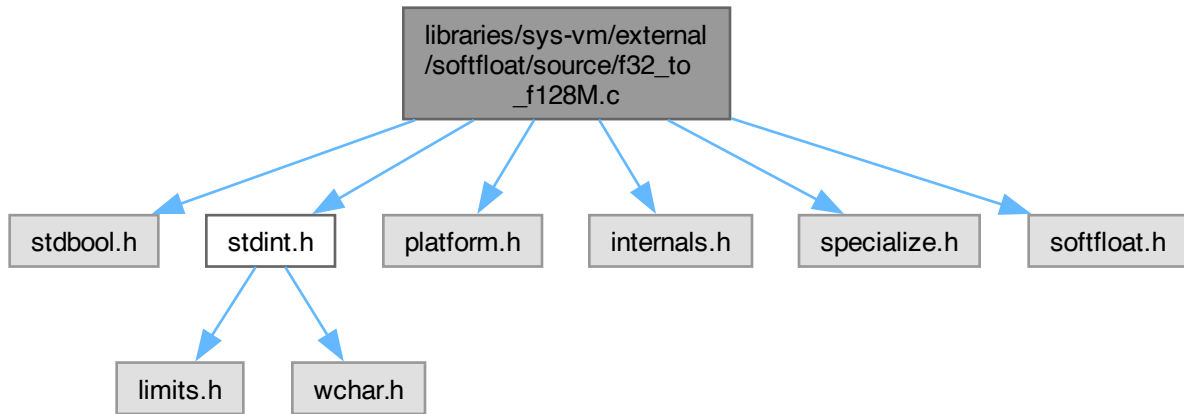 libraries/sys-vm/external
/softfloat/source/f32_to
_f128M.c
stdbool.h
stdint.h
platform.h
internals.h
specialize.h
softfloat.h
limits.h
wchar.h